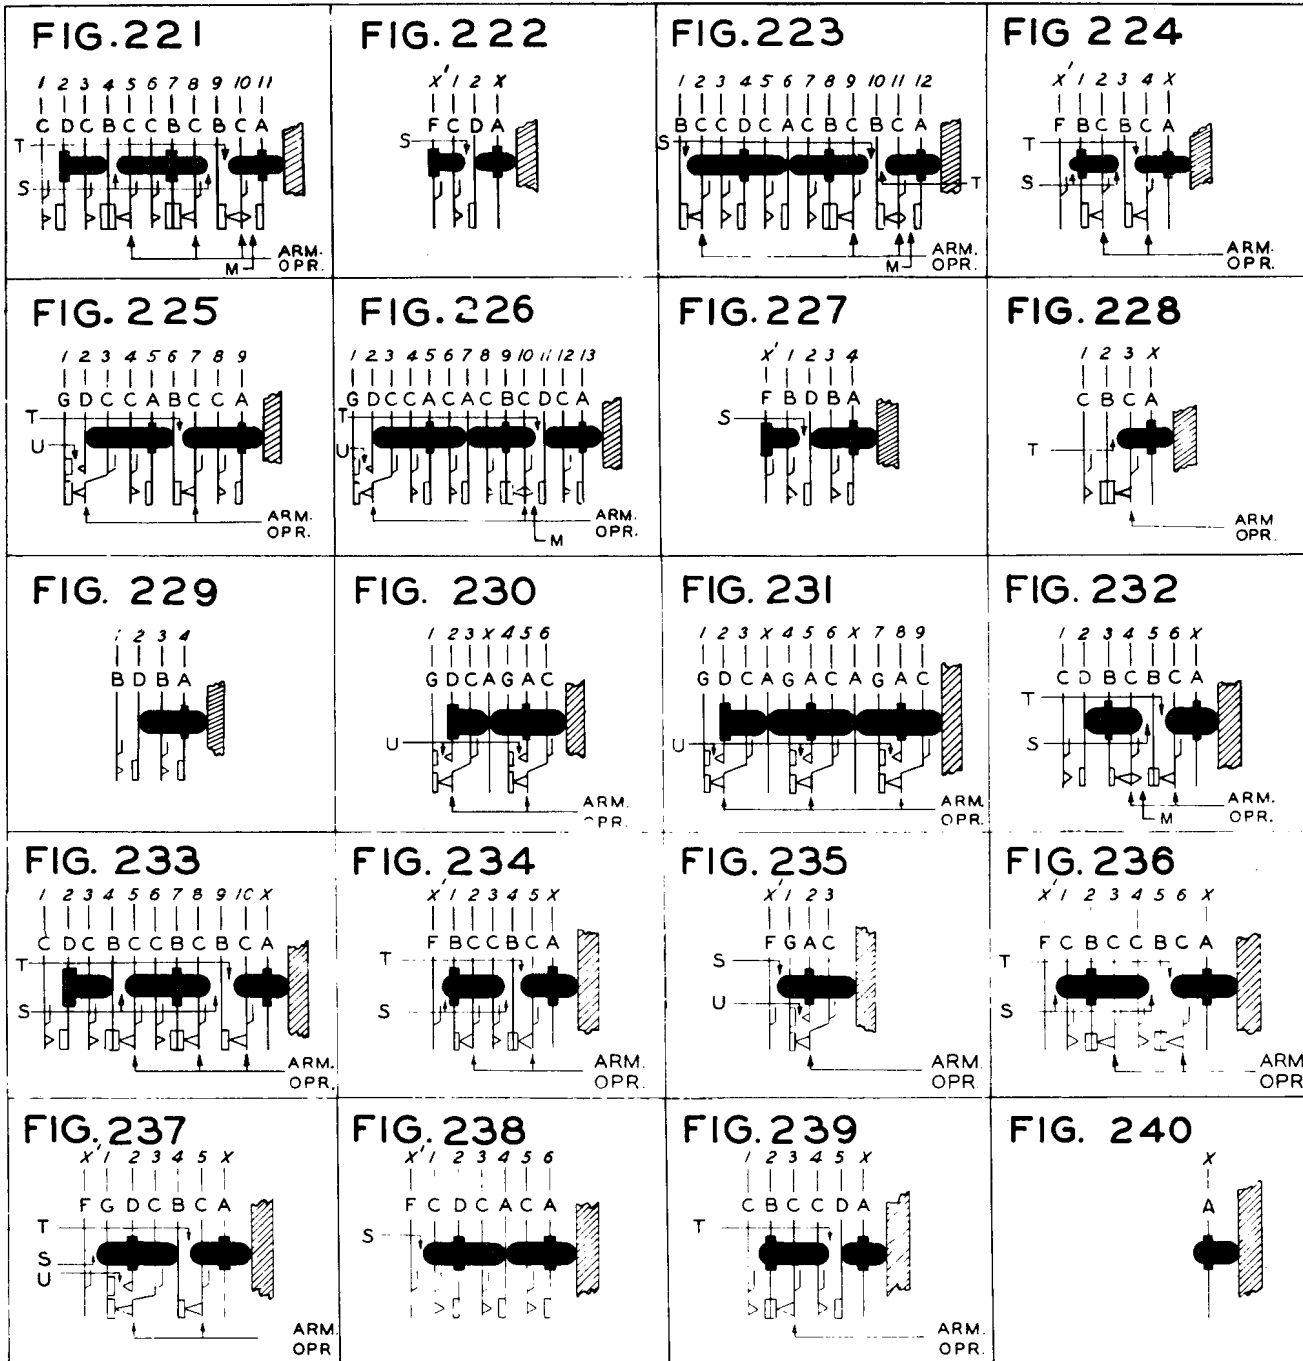 FIG.221
1 2 3 4 5 6 7 8 9 10 11
C D C B C C B C B C A
T
S
ARM.
OPR.
M
FIG.222
X' 1 2 X
F C D A
S
FIG.223
1 2 3 4 5 6 7 8 9 10 11 12
B C C D C A C B C B C A
S
T
ARM.
OPR.
M
FIG 224
X' 1 2 3 4 X
F B C B C A
T
S
ARM.
OPR.
FIG.225
1 2 3 4 5 6 7 8 9
G D C C A B C C A
T
U
ARM.
OPR.
FIG.226
1 2 3 4 5 6 7 8 9 10 11 12 13
G D C C A C A C B C D C A
T
U
ARM.
OPR.
M
FIG.227
X' 1 2 3 4
F B D B A
S
FIG.228
1 2 3 X
C B C A
T
ARM
OPR.
FIG. 229
1 2 3 4
B D B A
FIG. 230
1 2 3 X 4 5 6
G D C A G A C
U
ARM.
OPR.
FIG. 231
1 2 3 X 4 5 6 X 7 8 9
G D C A G A C A G A C
U
ARM.
OPR.
FIG. 232
1 2 3 4 5 6 X
C D B C B C A
T
S
ARM.
OPR.
M
FIG. 233
1 2 3 4 5 6 7 8 9 10 X
C D C B C C B C B C A
T
S
ARM.
OPR.
FIG. 234
X' 1 2 3 4 5 X
F B C C B C A
T
S
ARM.
OPR.
FIG. 235
X' 1 2 3
F G A C
S
U
ARM.
OPR.
FIG. 236
X' 1 2 3 4 5 6 X
F C B C C B C A
T
S
ARM.
OPR
FIG. 237
X' 1 2 3 4 5 X
F G D C B C A
T
S
U
ARM.
OPR
FIG. 238
X' 1 2 3 4 5 6
F C D C A C A
S
FIG. 239
1 2 3 4 5 X
C B C C D A
T
ARM.
OPR.
FIG. 240
X
A